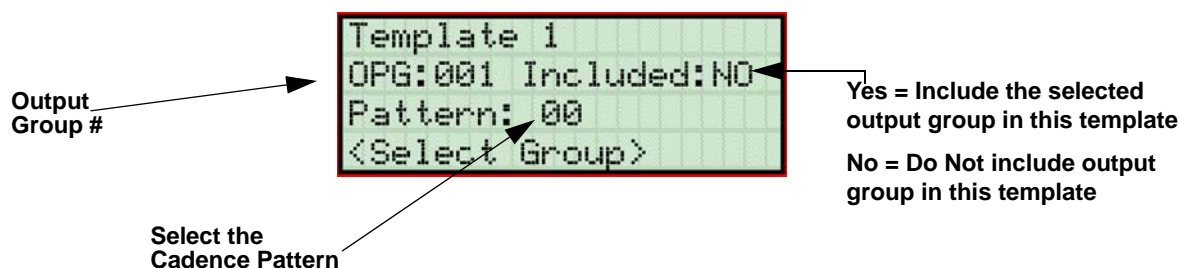 Template 1
OPG:001 Included:NO
Pattern: 00
<Select Group>
Output
Group #
Yes = Include the selected
output group in this template
No = Do Not include output
group in this template
Select the
Cadence Pattern